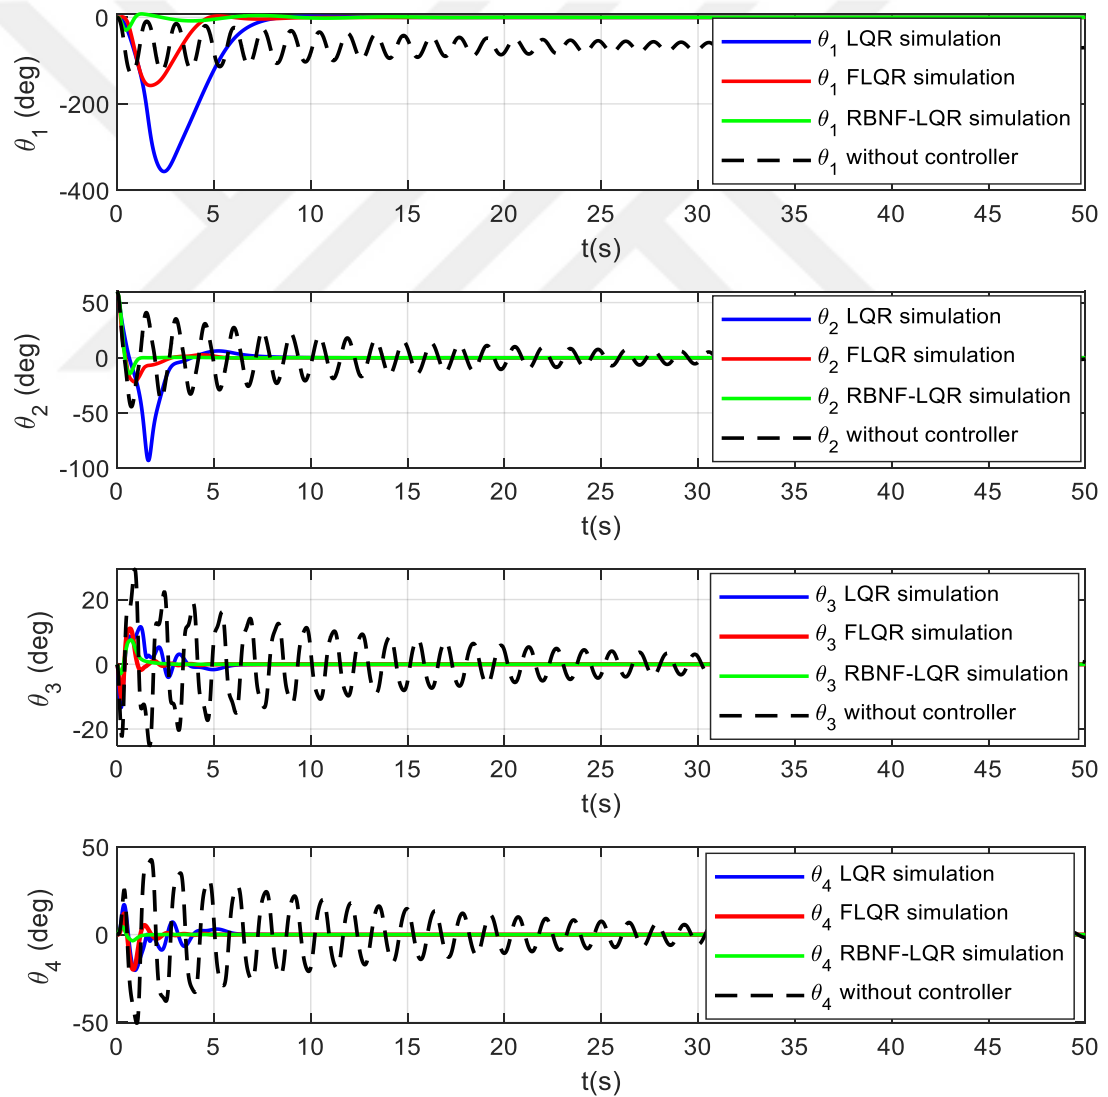 0
-200
-400
θ1 (deg)
θ1 LQR simulation
θ1 FLQR simulation
θ1 RBNF-LQR simulation
θ1 without controller
0 5 10 15 20 25 30 35 40 45 50
t(s)
50
0
-50
-100
θ2 (deg)
θ2 LQR simulation
θ2 FLQR simulation
θ2 RBNF-LQR simulation
θ2 without controller
0 5 10 15 20 25 30 35 40 45 50
t(s)
20
0
-20
θ3 (deg)
θ3 LQR simulation
θ3 FLQR simulation
θ3 RBNF-LQR simulation
θ3 without controller
0 5 10 15 20 25 30 35 40 45 50
t(s)
50
0
-50
θ4 (deg)
θ4 LQR simulation
θ4 FLQR simulation
θ4 RBNF-LQR simulation
θ4 without controller
0 5 10 15 20 25 30 35 40 45 50
t(s)